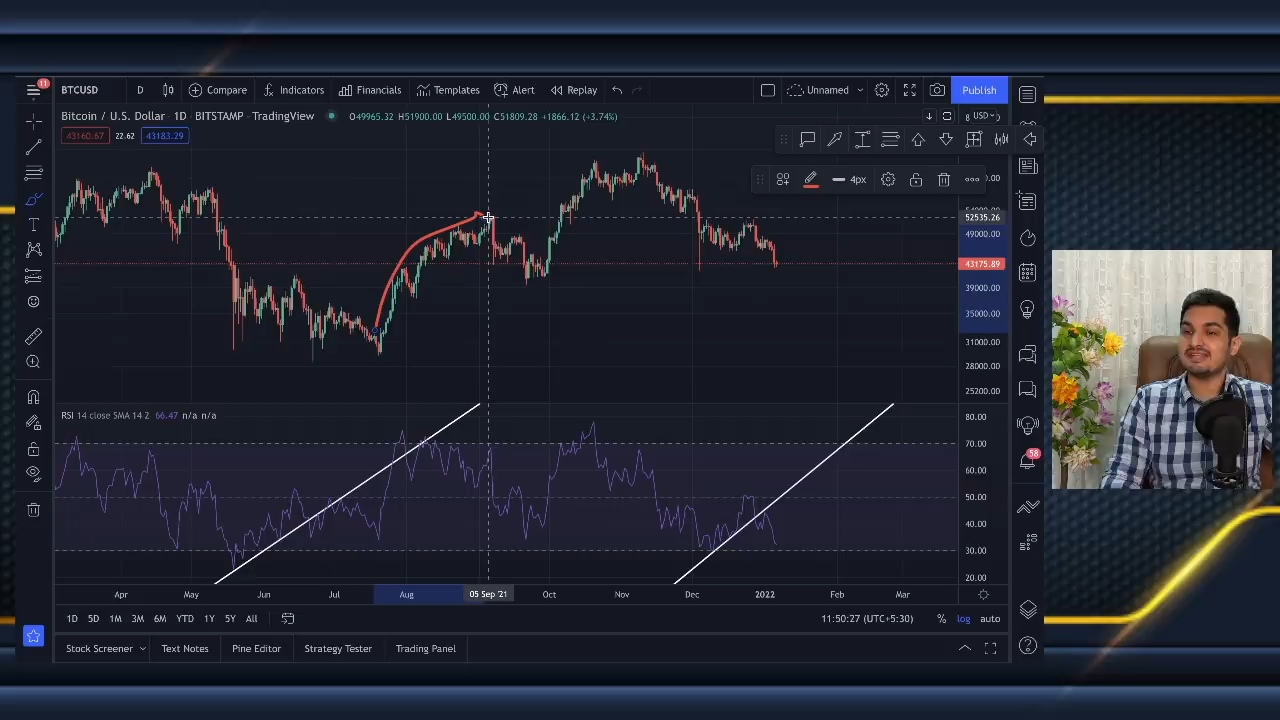 11
BTCUSD D Compare Indicators Financials Templates Alert Replay Unnamed Publish
Bitcoin / U.S. Dollar · 1D · BITSTAMP · TradingView O49965.32 H51900.00 L49500.00 C51809.28 +1866.12 (+3.74%)
USD
43160.67 22.62 43183.29
4px
52535.26
49000.00
43175.89
39000.00
35000.00
31000.00
28000.00
25200.00
RSI 14 close SMA 14 2 66.47 n/a n/a
80.00
70.00
60.00
50.00
40.00
30.00
20.00
58
Apr May Jun Jul Aug 05 Sep '21 Oct Nov Dec 2022 Feb Mar
1D 5D 1M 3M 6M YTD 1Y 5Y All 11:50:27 (UTC+5:30) % log auto
Stock Screener Text Notes Pine Editor Strategy Tester Trading Panel